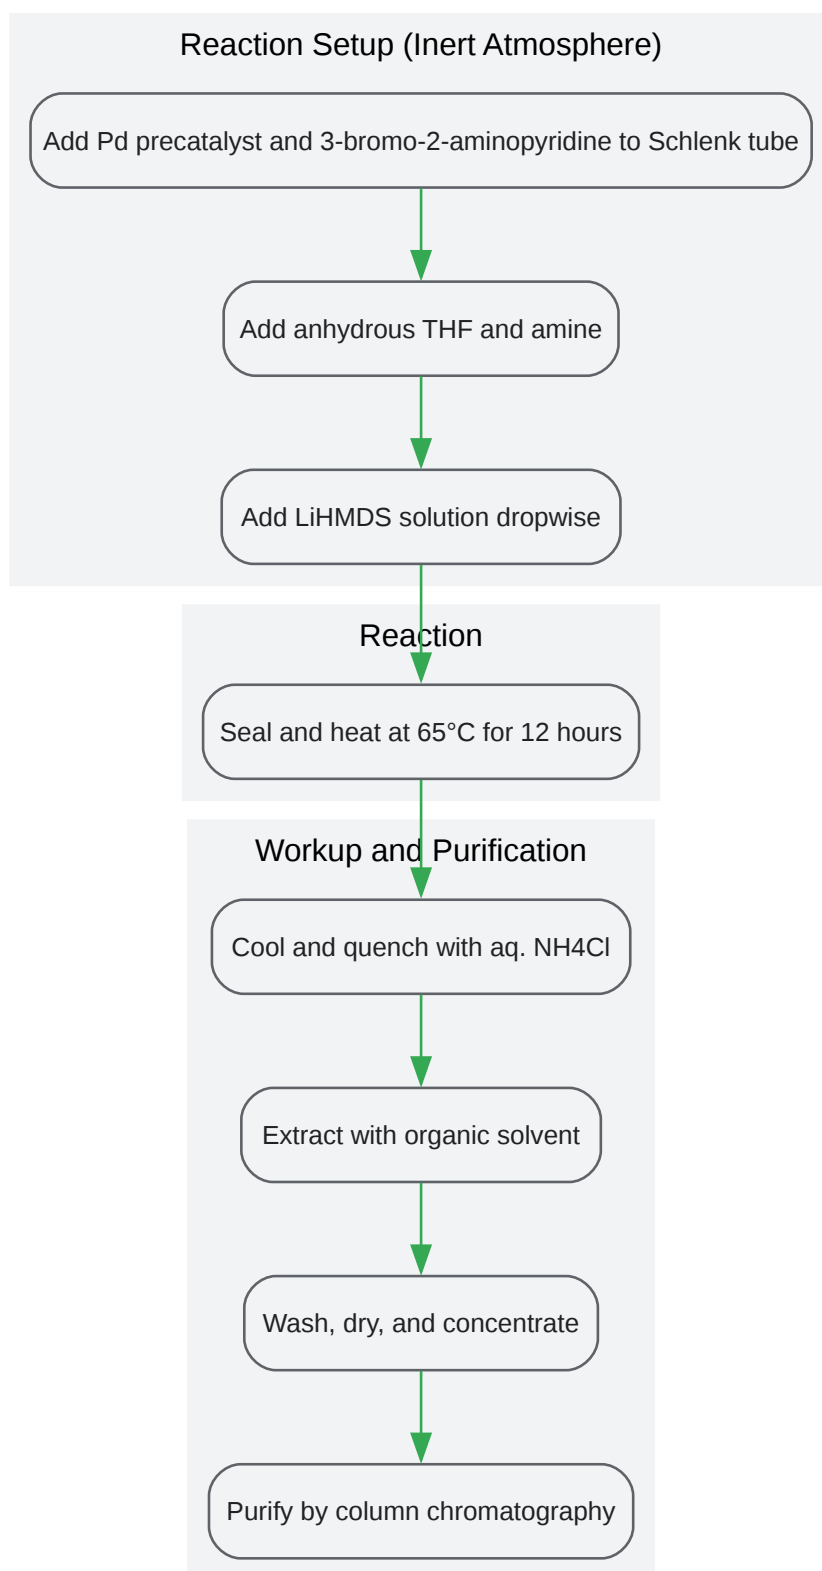 Reaction Setup (Inert Atmosphere)
Add Pd precatalyst and 3-bromo-2-aminopyridine to Schlenk tube
Add anhydrous THF and amine
Add LiHMDS solution dropwise
Reaction
Seal and heat at 65°C for 12 hours
Workup and Purification
Cool and quench with aq. NH4Cl
Extract with organic solvent
Wash, dry, and concentrate
Purify by column chromatography